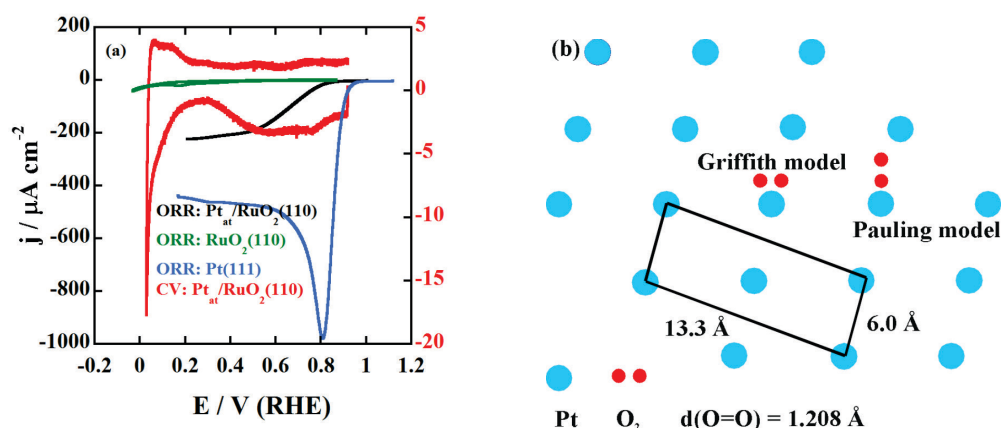 (a)
200
0
-200
-400
-600
-800
-1000
j / µA cm⁻²
5
0
-5
-10
-15
-20
ORR: Ptₐₜ/RuO₂(110)
ORR: RuO₂(110)
ORR: Pt(111)
CV: Ptₐₜ/RuO₂(110)
-0.2 0 0.2 0.4 0.6 0.8 1 1.2
E / V (RHE)
(b)
Griffith model
Pauling model
13.3 Å
6.0 Å
Pt O₂ d(O=O) = 1.208 Å